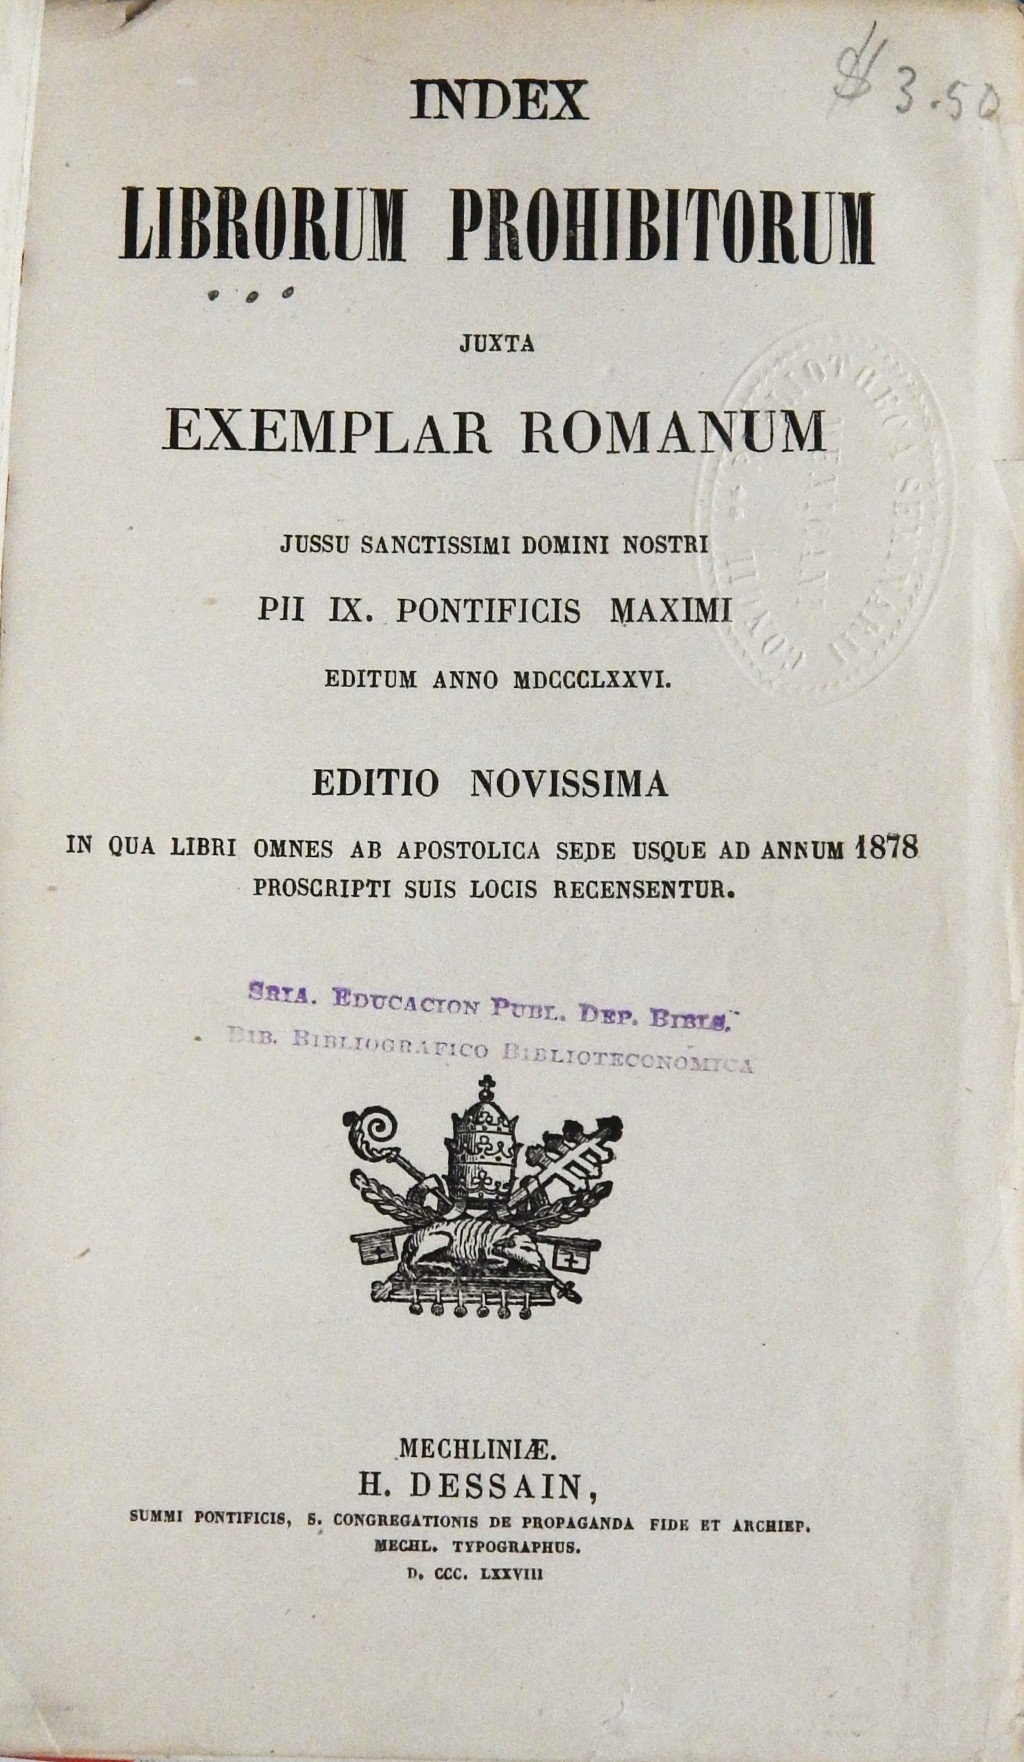 $ 3.50
INDEX
LIBRORUM PROHIBITORUM
JUXTA
EXEMPLAR ROMANUM
JUSSU SANCTISSIMI DOMINI NOSTRI
PII IX. PONTIFICIS MAXIMI
EDITUM ANNO MDCCCLXXVI.
EDITIO NOVISSIMA
IN QUA LIBRI OMNES AB APOSTOLICA SEDE USQUE AD ANNUM 1878
PROSCRIPTI SUIS LOCIS RECENSENTUR.
SRIA. EDUCACION PUBL. DEP. BIBLS.
BIB. BIBLIOGRAFICO BIBLIOTECONOMICA
MECHLINIÆ.
H. DESSAIN,
SUMMI PONTIFICIS, S. CONGREGATIONIS DE PROPAGANDA FIDE ET ARCHIEP.
MECHL. TYPOGRAPHUS.
D. CCC. LXXVIII